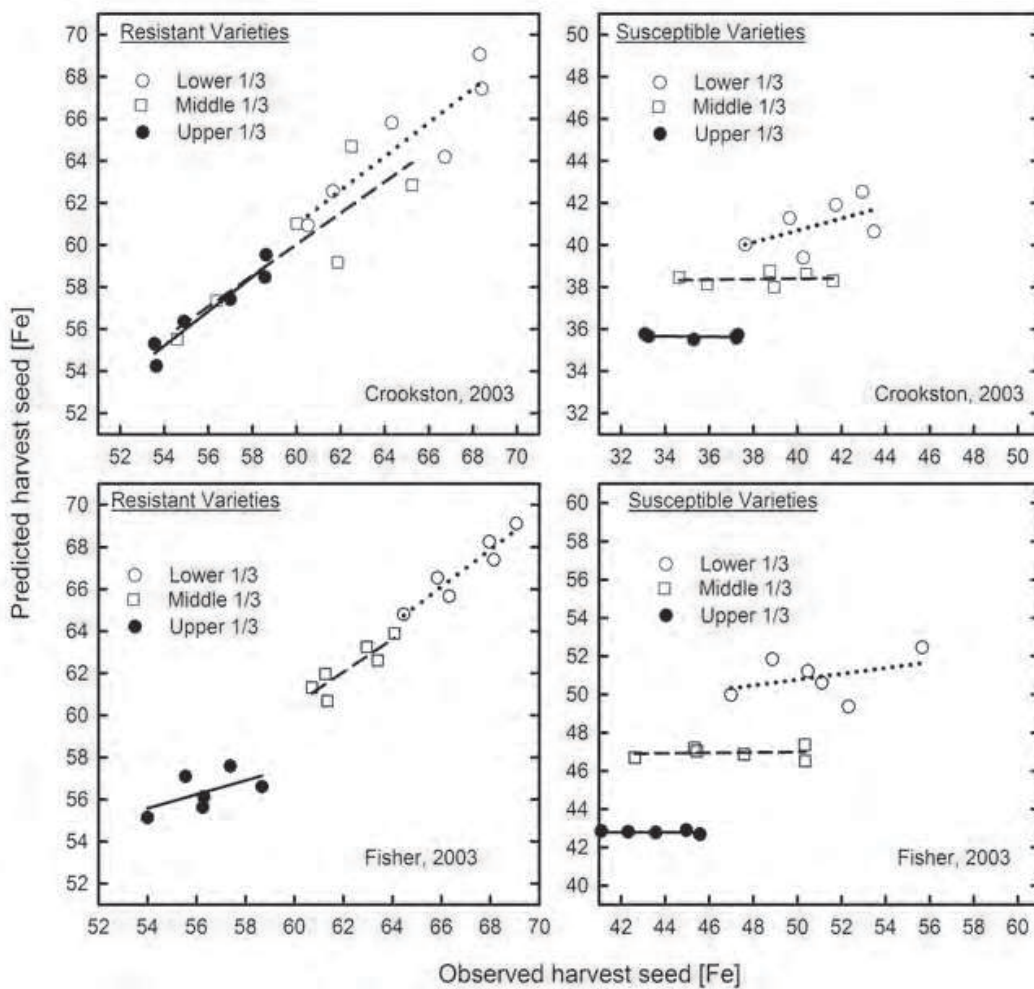 Predicted harvest seed [Fe]
70
68
66
64
62
60
58
56
54
52
Resistant Varieties
Lower 1/3
Middle 1/3
Upper 1/3
Crookston, 2003
52 54 56 58 60 62 64 66 68 70
50
48
46
44
42
40
38
36
34
32
Susceptible Varieties
Lower 1/3
Middle 1/3
Upper 1/3
Crookston, 2003
32 34 36 38 40 42 44 46 48 50
70
68
66
64
62
60
58
56
54
52
Resistant Varieties
Lower 1/3
Middle 1/3
Upper 1/3
Fisher, 2003
52 54 56 58 60 62 64 66 68 70
60
58
56
54
52
50
48
46
44
42
40
Susceptible Varieties
Lower 1/3
Middle 1/3
Upper 1/3
Fisher, 2003
42 44 46 48 50 52 54 56 58 60
Observed harvest seed [Fe]